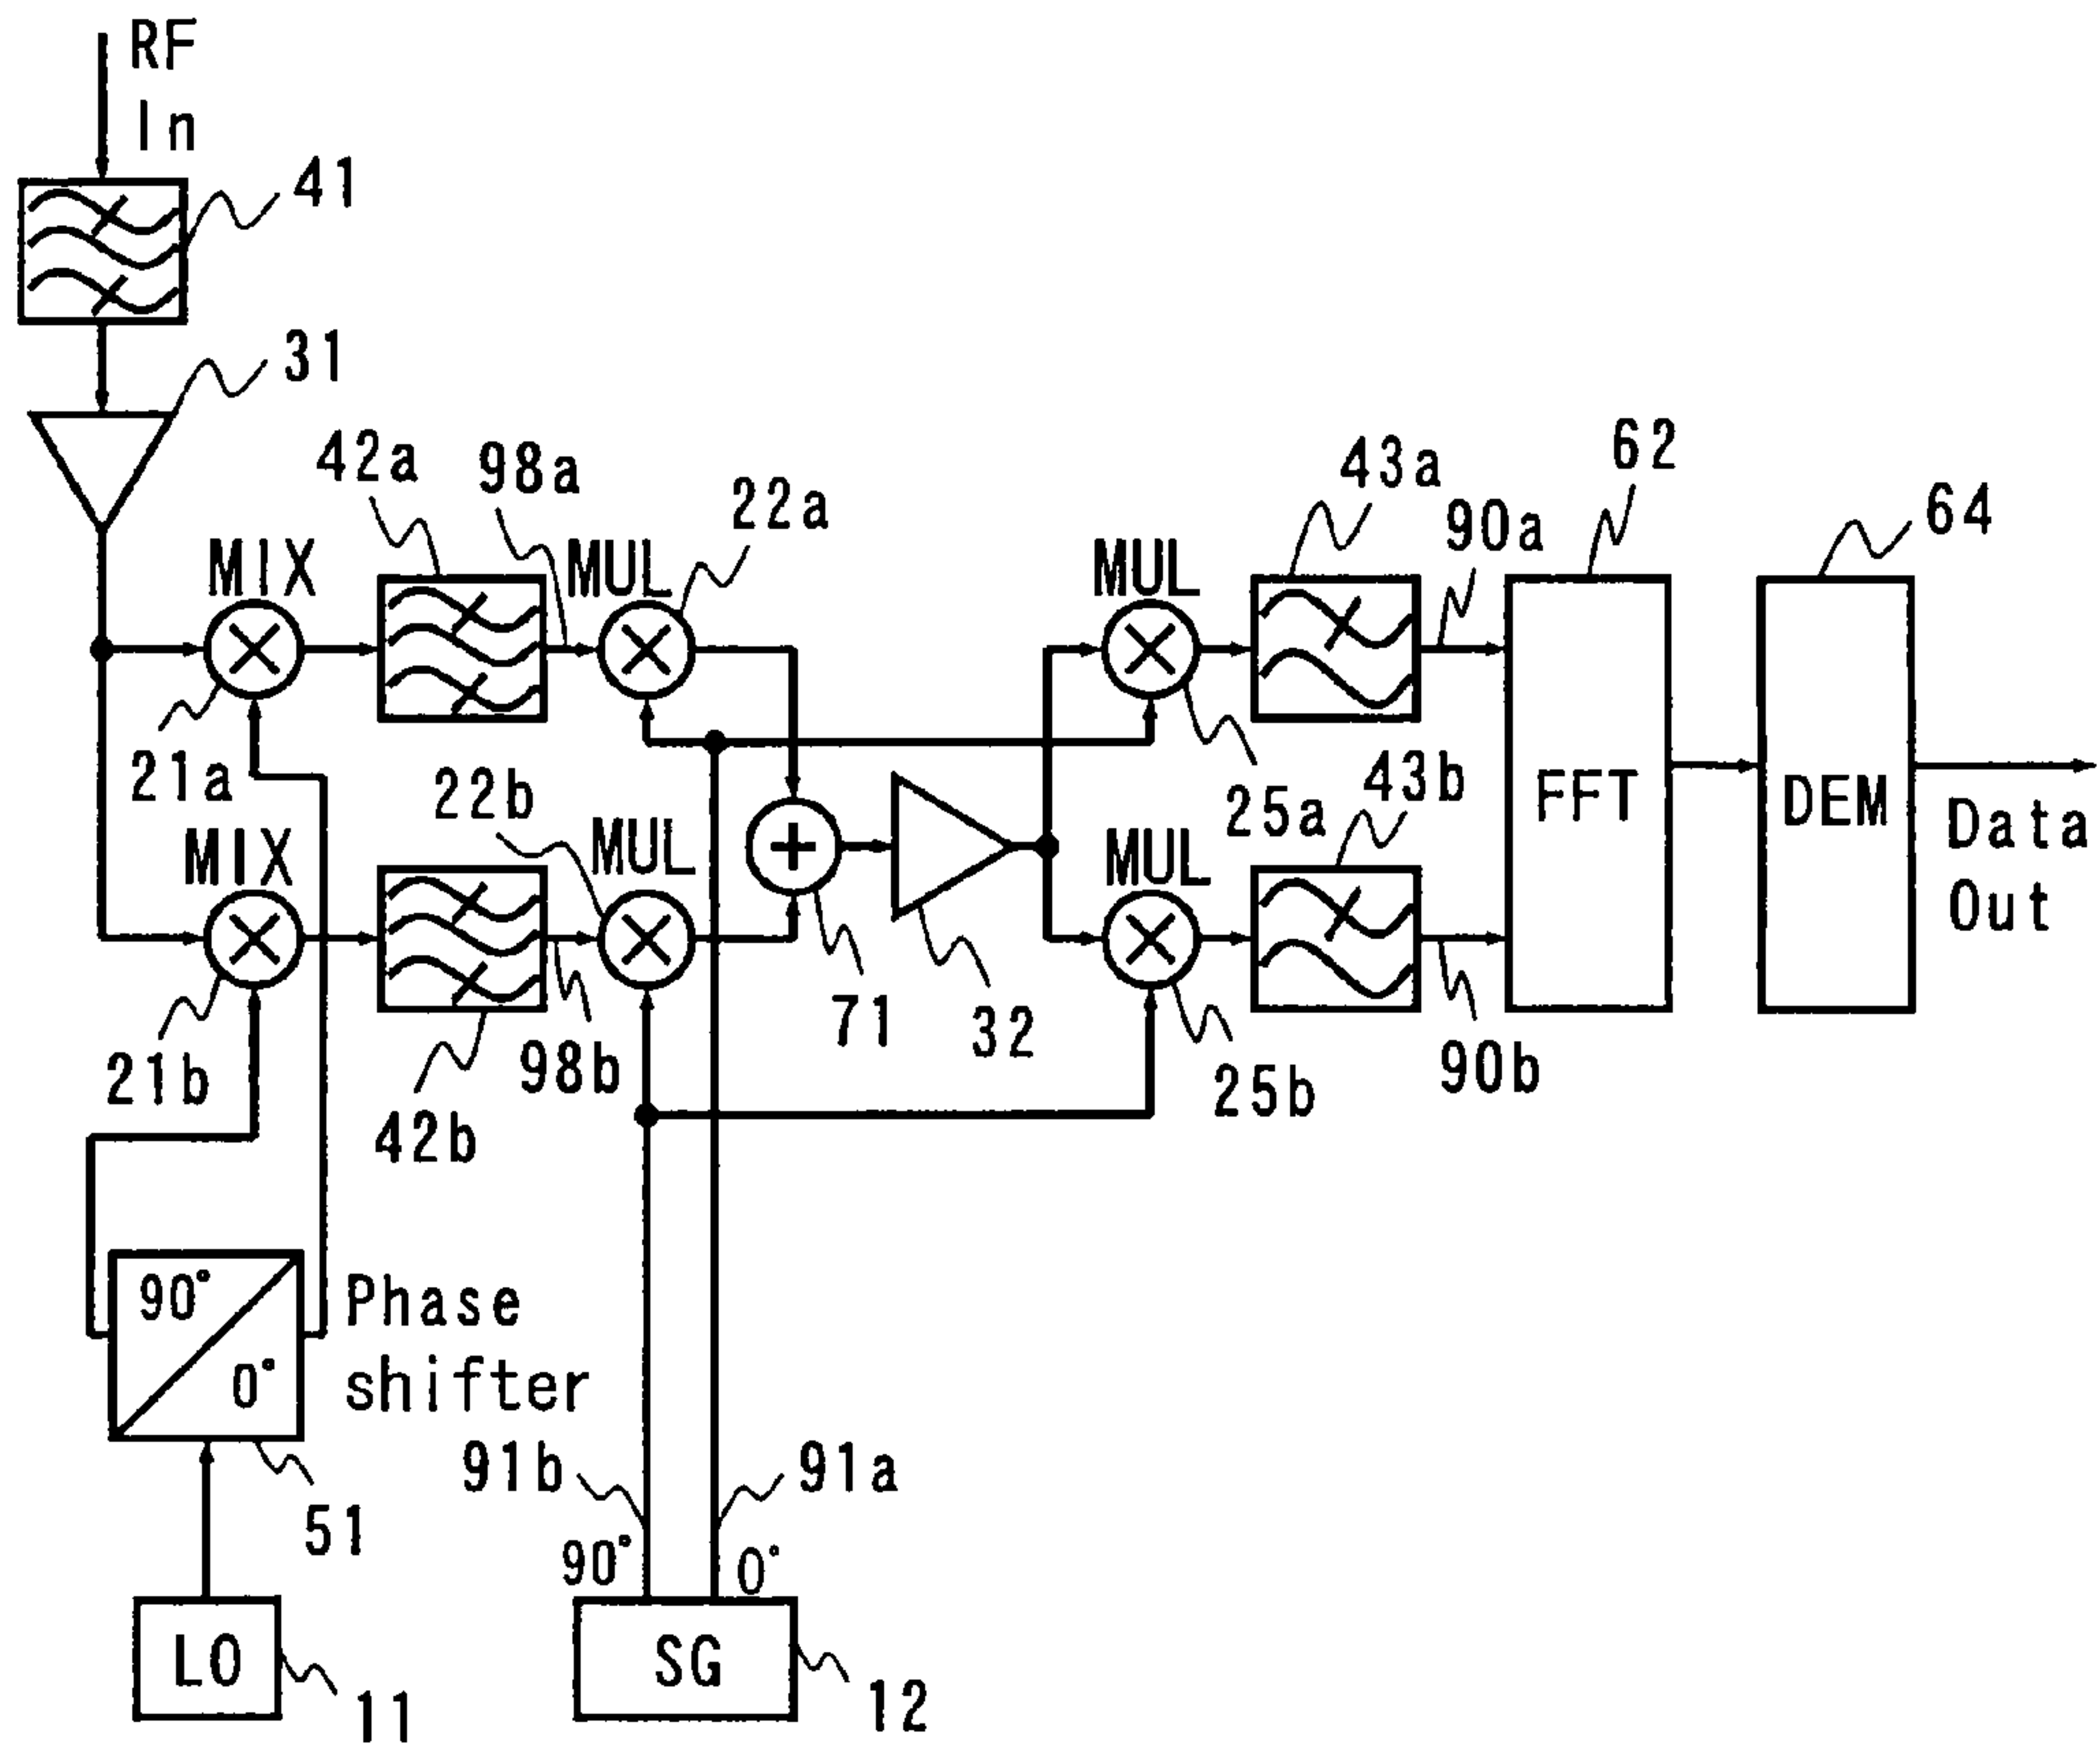 RF
In
41
31
42a
98a
22a
43a
90a
62
64
MIX
MUL
MUL
21a
22b
25a
43b
MIX
MUL
MUL
FFT
DEM
Data
Out
21b
42b
98b
71
32
25b
90b
90°
0°
Phase
shifter
51
91b
91a
90°
0°
LO
11
SG
12